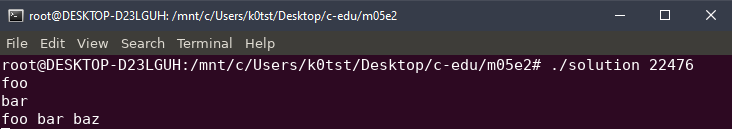 root@DESKTOP-D23LGUH: /mnt/c/Users/k0tst/Desktop/c-edu/m05e2
File Edit View Search Terminal Help
root@DESKTOP-D23LGUH:/mnt/c/Users/k0tst/Desktop/c-edu/m05e2# ./solution 22476
foo
bar
foo bar baz